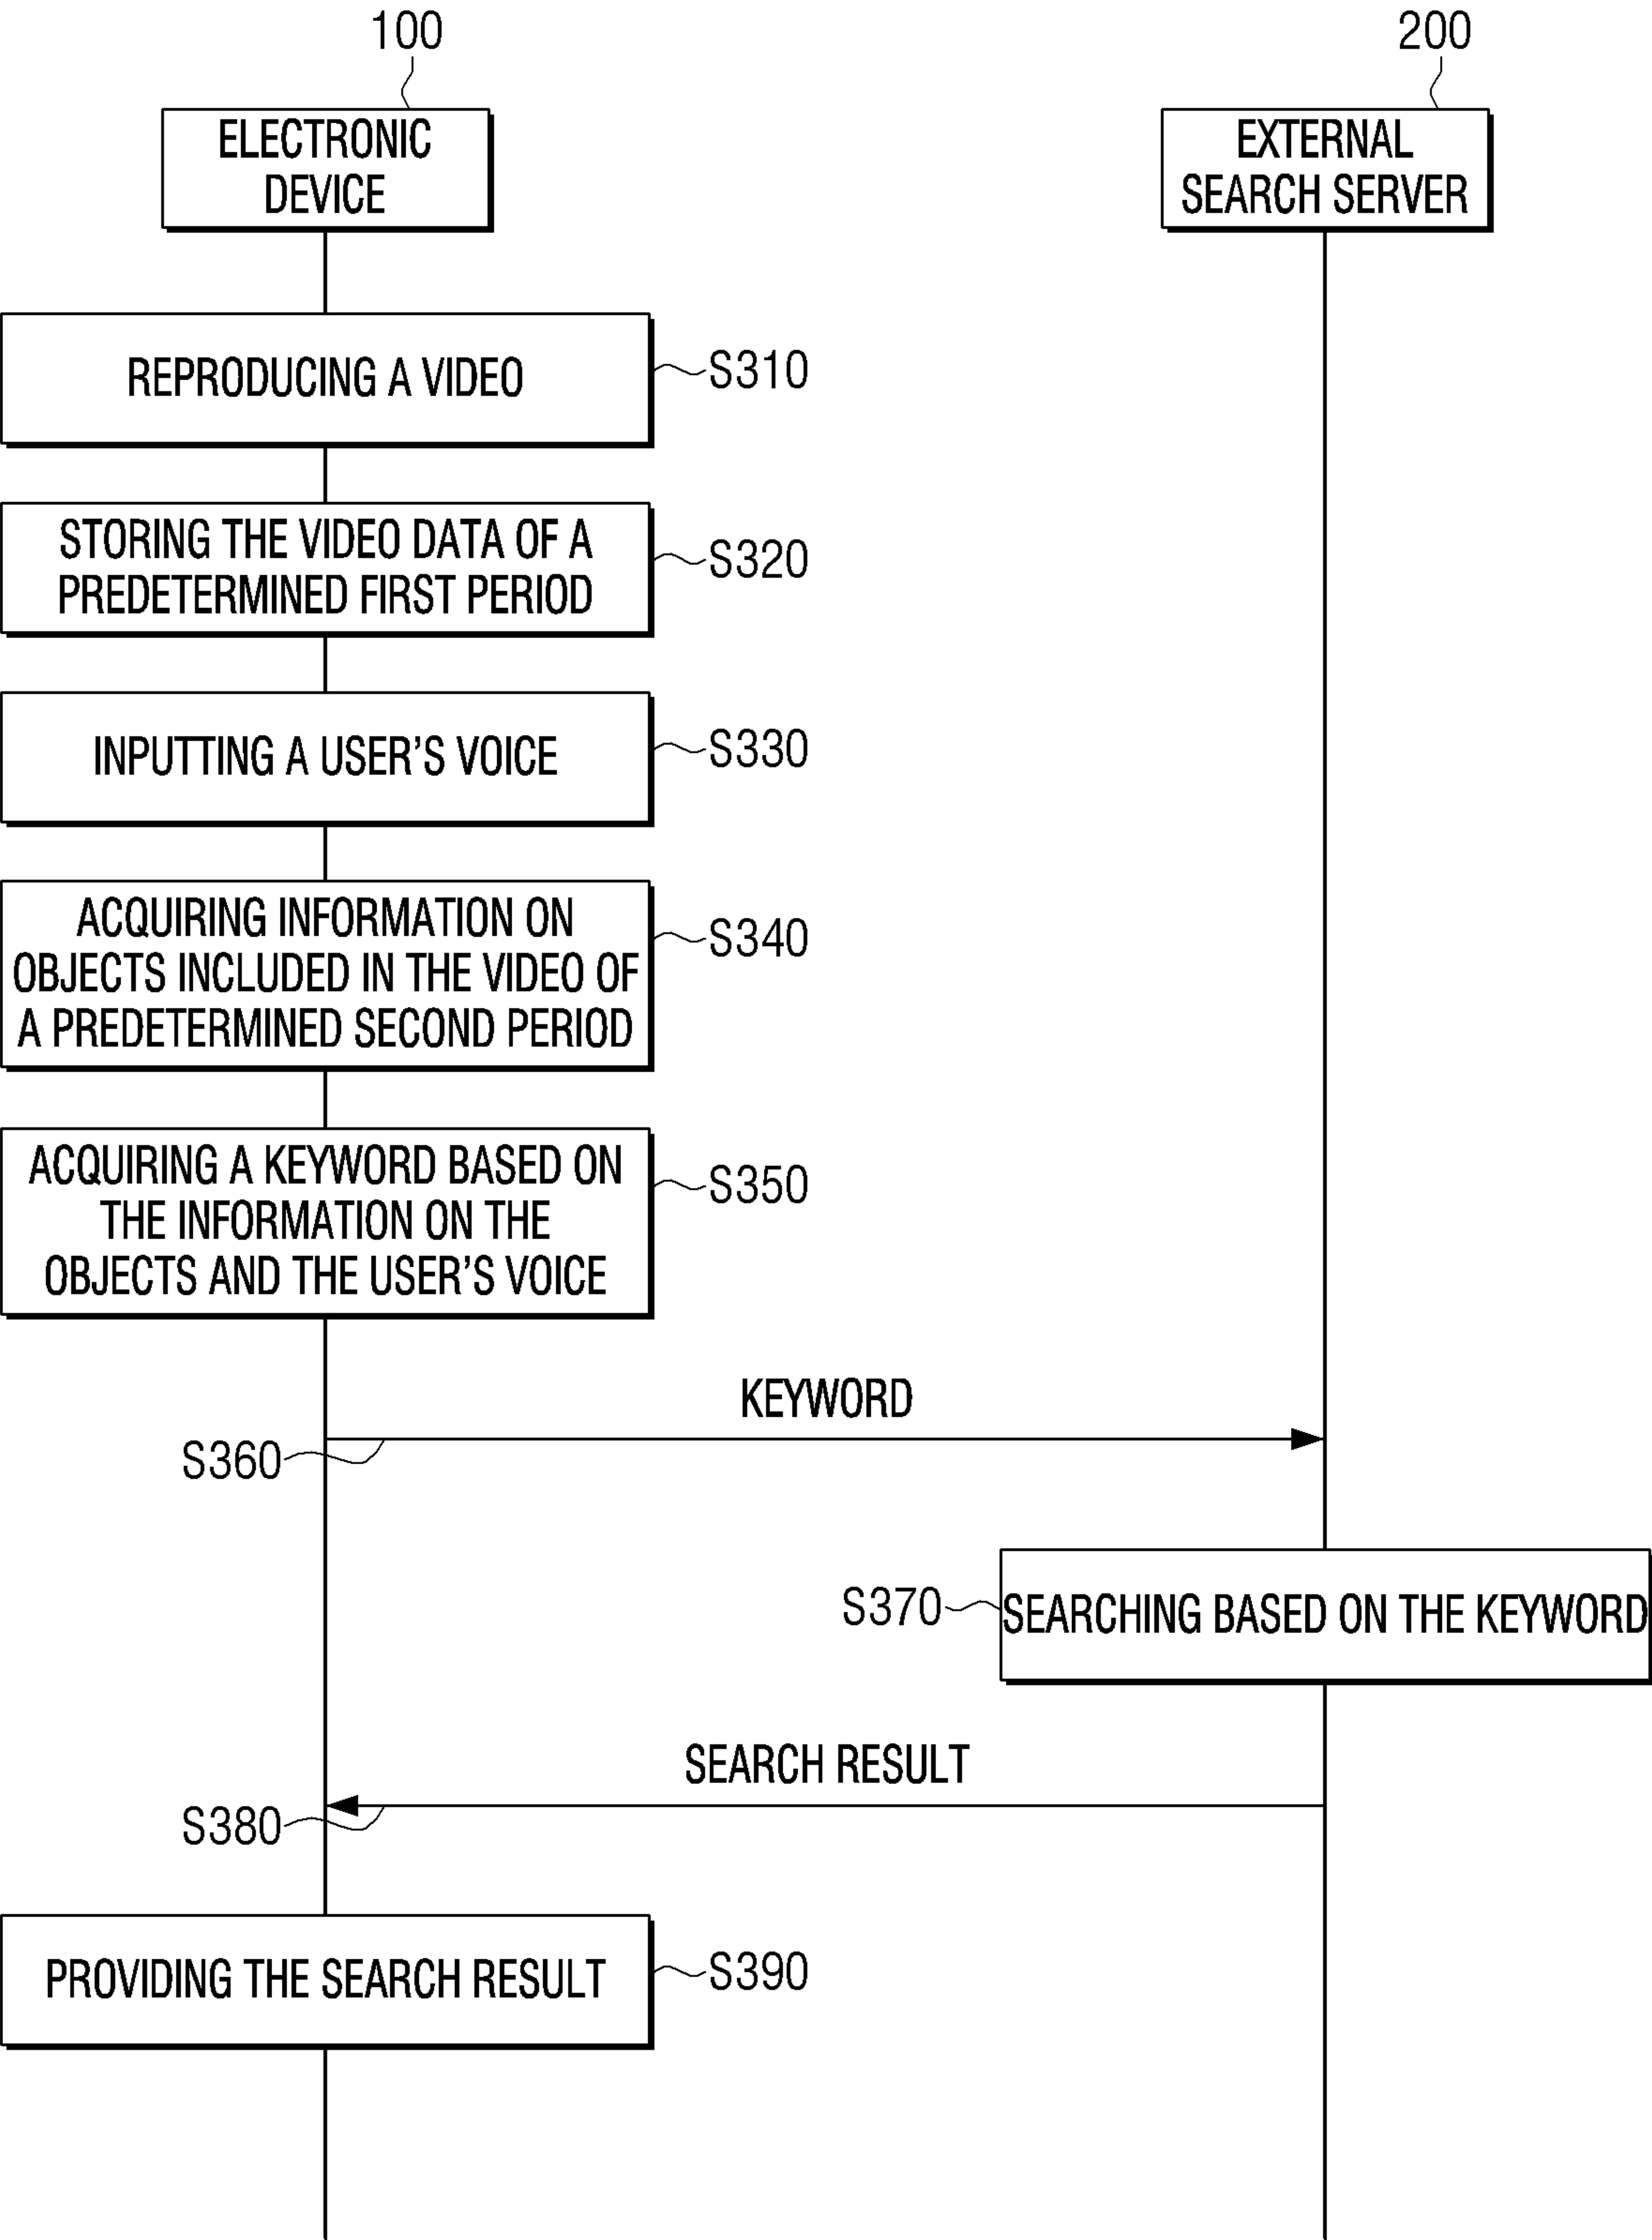 100
200
ELECTRONIC
DEVICE
EXTERNAL
SEARCH SERVER
REPRODUCING A VIDEO
S310
STORING THE VIDEO DATA OF A
PREDETERMINED FIRST PERIOD
S320
INPUTTING A USER'S VOICE
S330
ACQUIRING INFORMATION ON
OBJECTS INCLUDED IN THE VIDEO OF
A PREDETERMINED SECOND PERIOD
S340
ACQUIRING A KEYWORD BASED ON
THE INFORMATION ON THE
OBJECTS AND THE USER'S VOICE
S350
KEYWORD
S360
S370
SEARCHING BASED ON THE KEYWORD
SEARCH RESULT
S380
PROVIDING THE SEARCH RESULT
S390